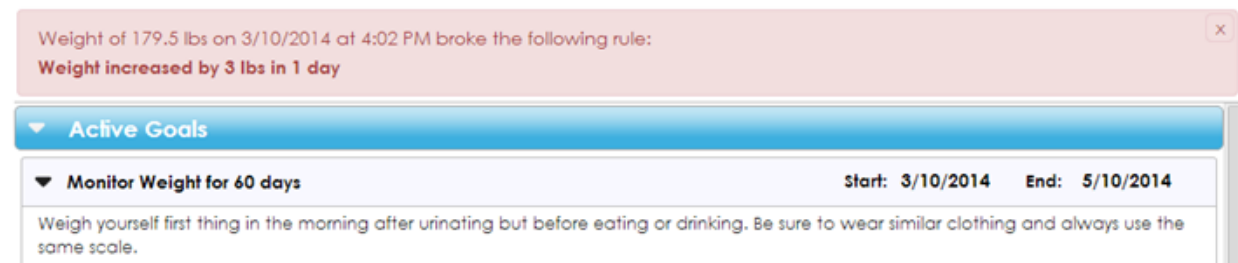 Weight of 179.5 lbs on 3/10/2014 at 4:02 PM broke the following rule:
x
Weight increased by 3 lbs in 1 day
Active Goals
Monitor Weight for 60 days Start: 3/10/2014 End: 5/10/2014
Weigh yourself first thing in the morning after urinating but before eating or drinking. Be sure to wear similar clothing and always use the
same scale.